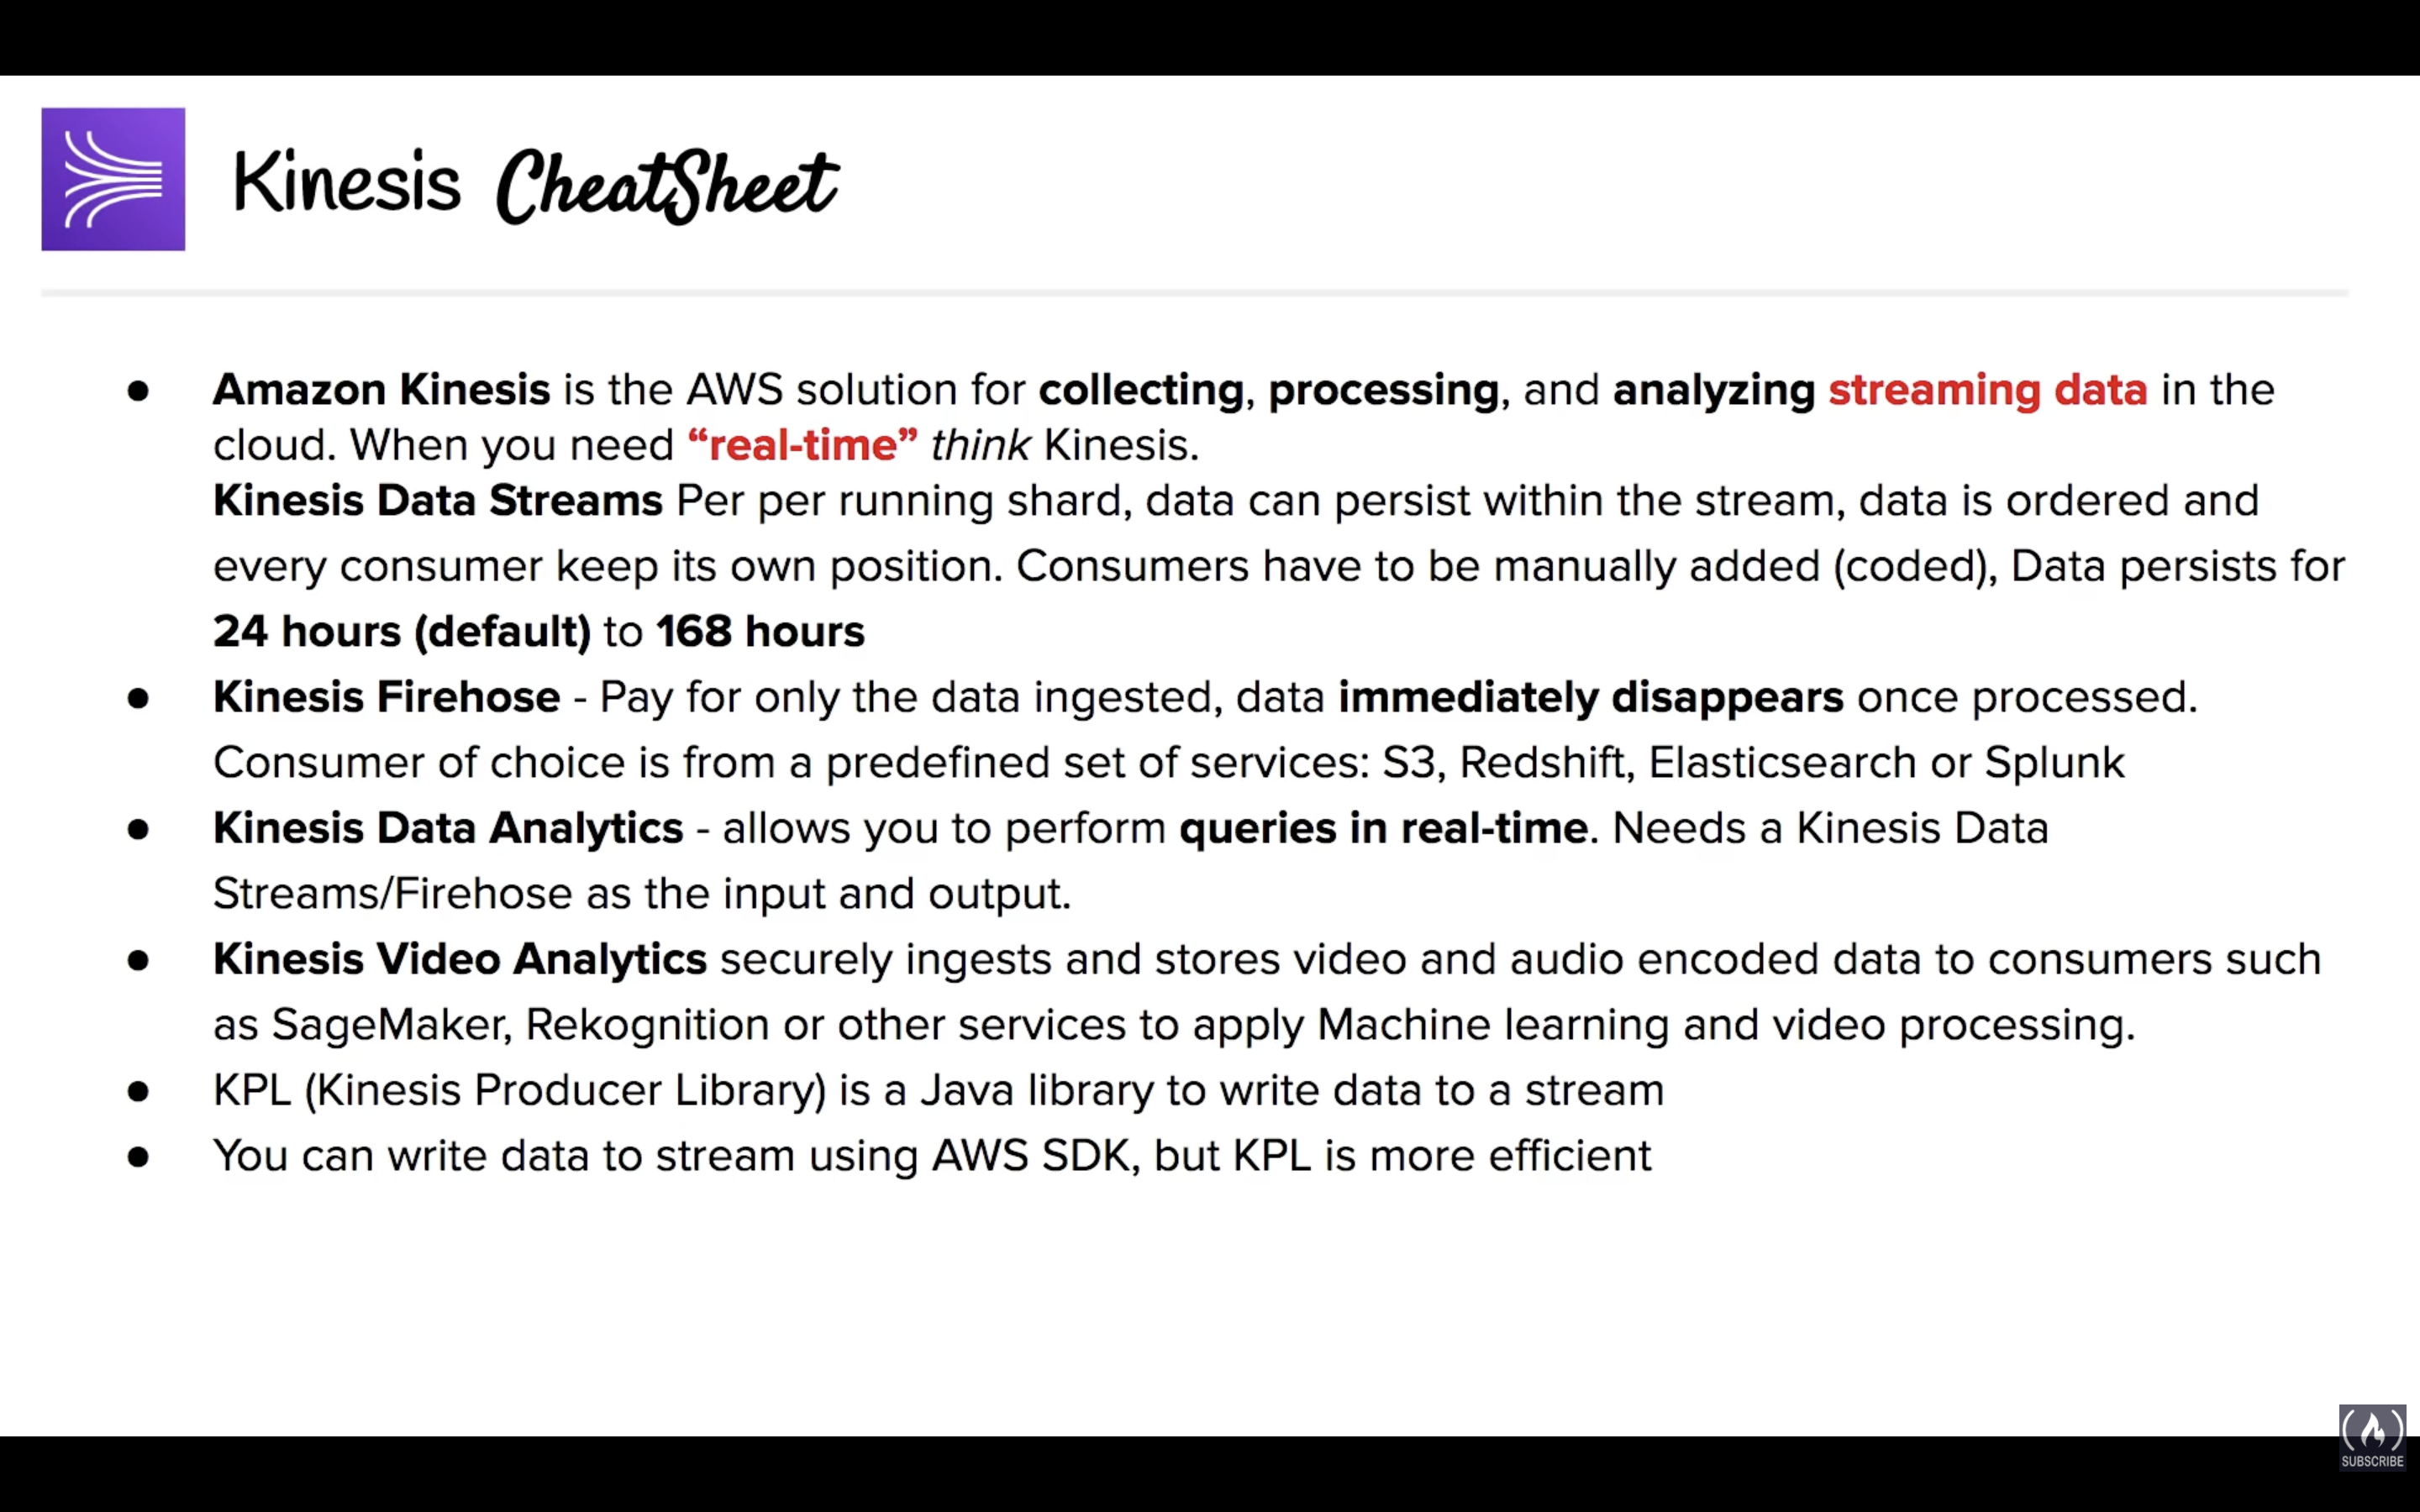 Kinesis CheatSheet
Amazon Kinesis is the AWS solution for collecting, processing, and analyzing streaming data in the
cloud. When you need “real-time” think Kinesis.
Kinesis Data Streams Per per running shard, data can persist within the stream, data is ordered and
every consumer keep its own position. Consumers have to be manually added (coded), Data persists for
24 hours (default) to 168 hours
Kinesis Firehose - Pay for only the data ingested, data immediately disappears once processed.
Consumer of choice is from a predefined set of services: S3, Redshift, Elasticsearch or Splunk
Kinesis Data Analytics - allows you to perform queries in real-time. Needs a Kinesis Data
Streams/Firehose as the input and output.
Kinesis Video Analytics securely ingests and stores video and audio encoded data to consumers such
as SageMaker, Rekognition or other services to apply Machine learning and video processing.
KPL (Kinesis Producer Library) is a Java library to write data to a stream
You can write data to stream using AWS SDK, but KPL is more efficient
SUBSCRIBE